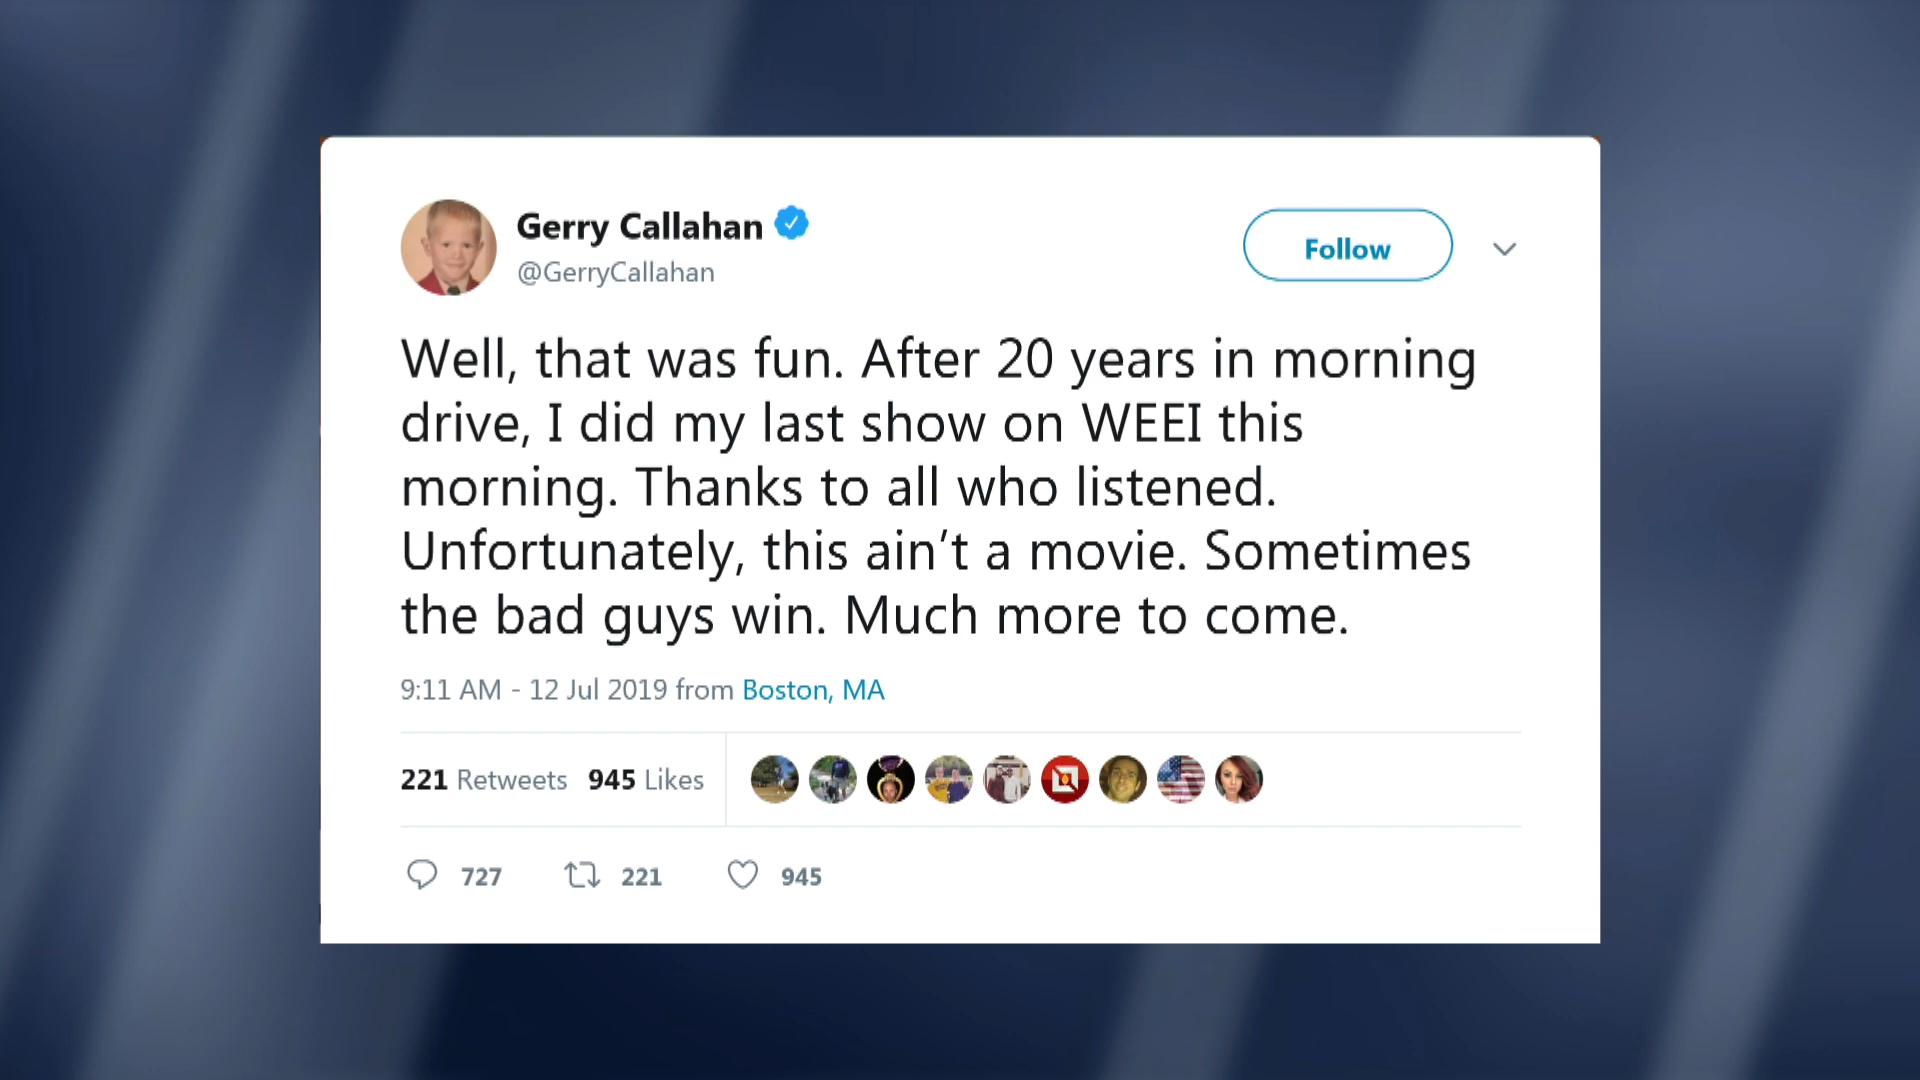 Gerry Callahan
@GerryCallahan
Follow
Well, that was fun. After 20 years in morning
drive, I did my last show on WEEI this
morning. Thanks to all who listened.
Unfortunately, this ain’t a movie. Sometimes
the bad guys win. Much more to come.
9:11 AM - 12 Jul 2019 from Boston, MA
221 Retweets 945 Likes
727 221 945